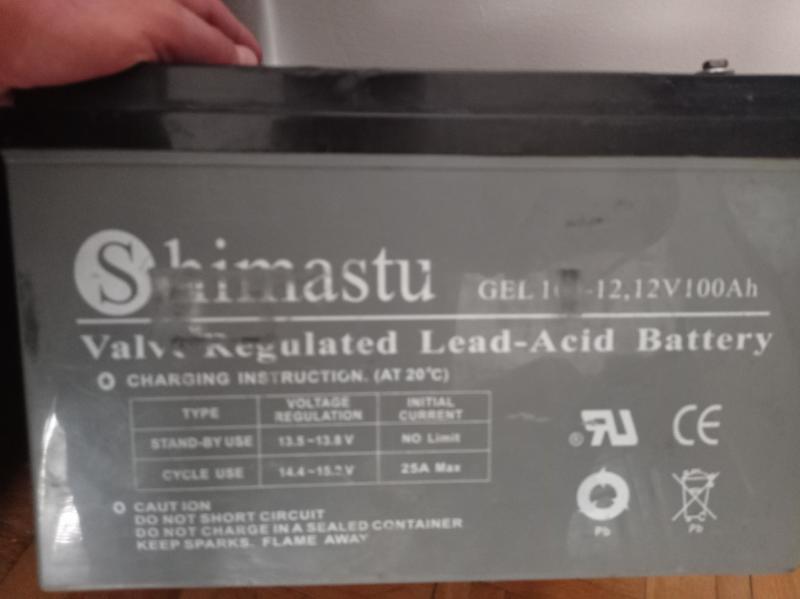 Shimastu
GEL -12,12V100Ah
Valve Regulated Lead-Acid Battery
CHARGING INSTRUCTION. (AT 20°C)
TYPE VOLTAGE REGULATION INITIAL CURRENT
STAND-BY USE 13.5~13.8 V NO Limit
CYCLE USE V 25A Max
CAUTION
DO NOT SHORT CIRCUIT
DO NOT CHARGE IN A SEALED CONTAINER
KEEP SPARKS. FLAME AWAY
Pb
Pb